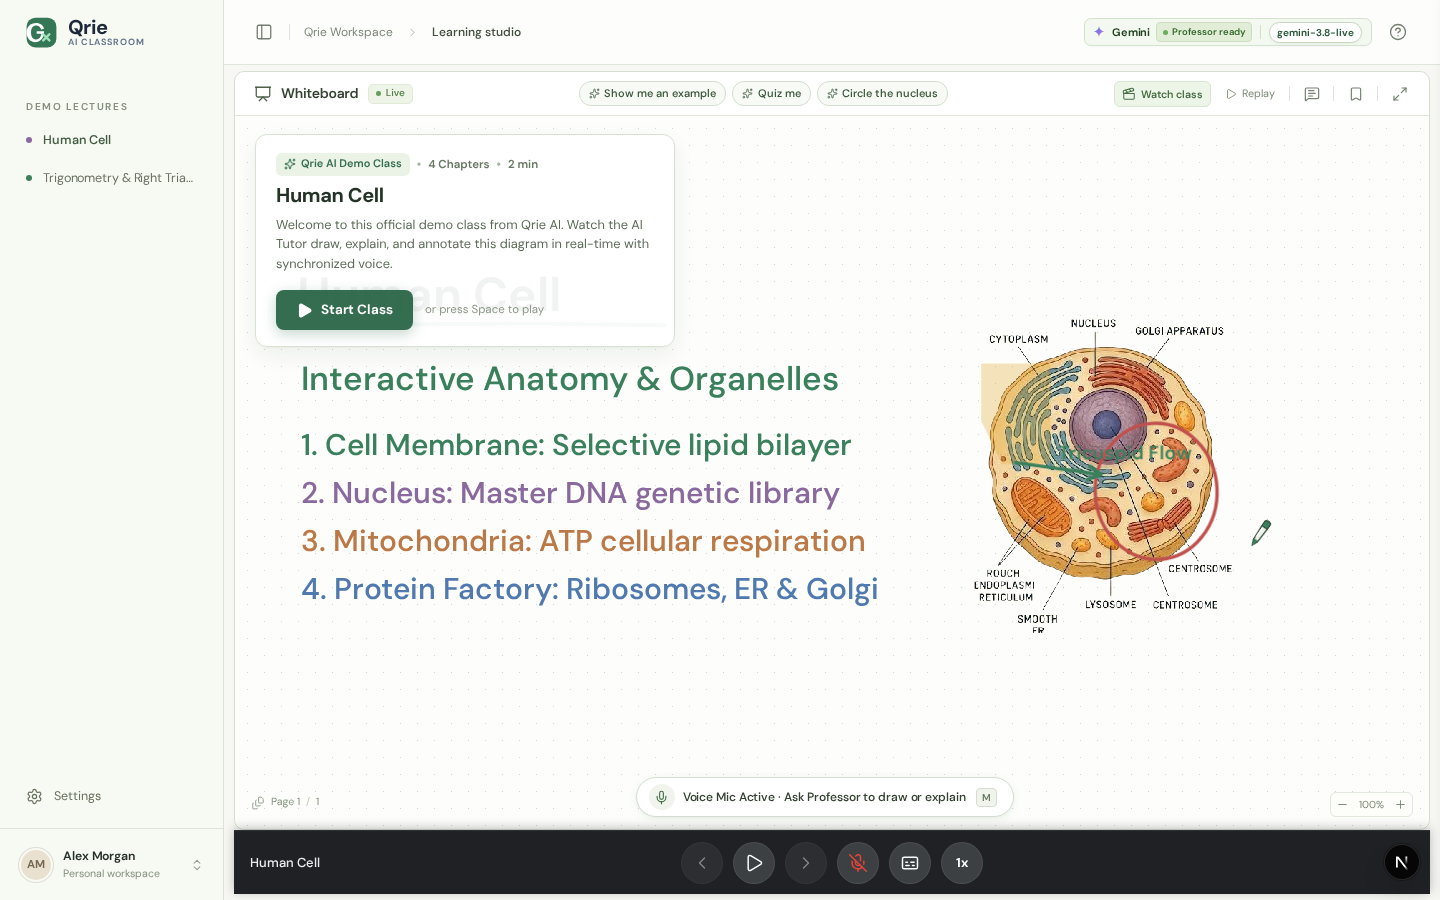 Qrie
AI CLASSROOM
DEMO LECTURES
Human Cell
Trigonometry & Right Tria...
Settings
AM
Alex Morgan
Personal workspace
Qrie Workspace
Learning studio
Gemini
Professor ready
gemini-3.8-live
Whiteboard
Live
Show me an example
Quiz me
Circle the nucleus
Watch class
Replay
Qrie AI Demo Class • 4 Chapters • 2 min
Human Cell
Welcome to this official demo class from Qrie AI. Watch the AI
Tutor draw, explain, and annotate this diagram in real-time with
synchronized voice.
Human Cell
Start Class
or press Space to play
Interactive Anatomy & Organelles
1. Cell Membrane: Selective lipid bilayer
2. Nucleus: Master DNA genetic library
3. Mitochondria: ATP cellular respiration
4. Protein Factory: Ribosomes, ER & Golgi
NUCLEUS
CYTOPLASM
GOLGI APPARATUS
Flow
CENTROSOME
ROUCH
ENDOPLASMI
RETICULUM
LYSOSOME
CENTROSOME
SMOOTH
ER
Page 1 / 1
Voice Mic Active · Ask Professor to draw or explain M
100%
Human Cell
1x
N